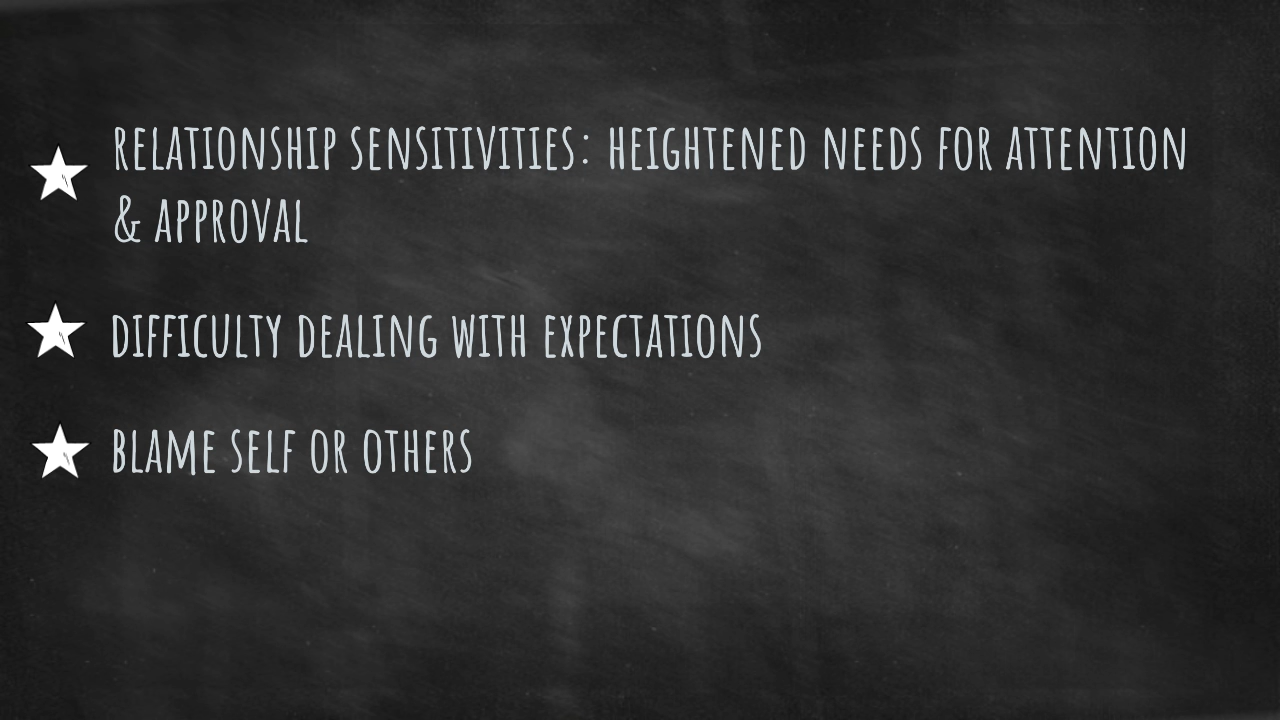 RELATIONSHIP SENSITIVITIES: HEIGHTENED NEEDS FOR ATTENTION
& APPROVAL
DIFFICULTY DEALING WITH EXPECTATIONS
BLAME SELF OR OTHERS